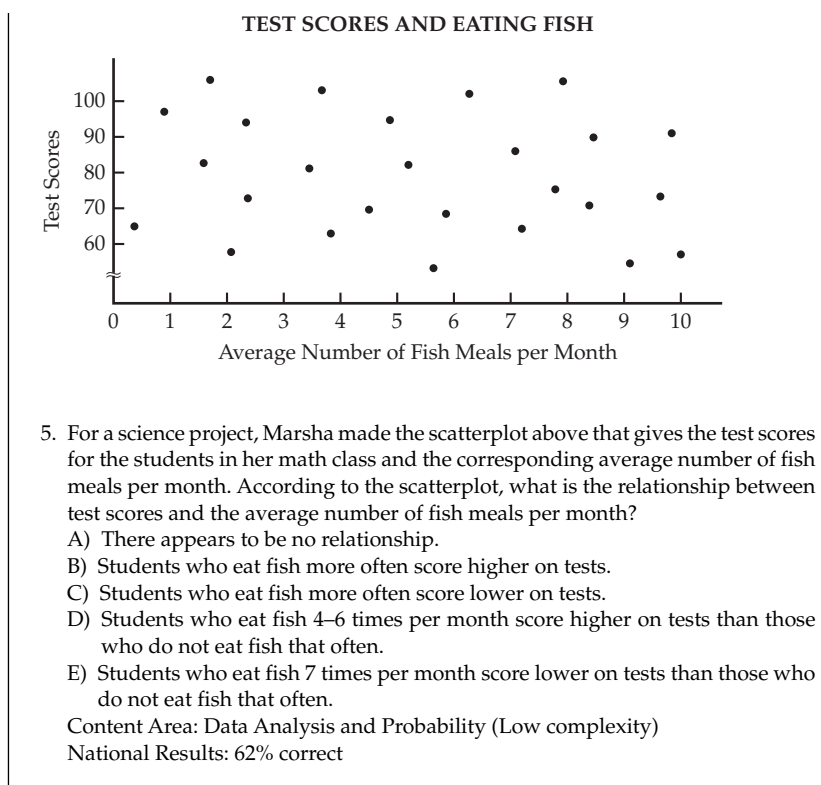 TEST SCORES AND EATING FISH
100
90
80
70
60
Test Scores
0 1 2 3 4 5 6 7 8 9 10
Average Number of Fish Meals per Month
5. For a science project, Marsha made the scatterplot above that gives the test scores
for the students in her math class and the corresponding average number of fish
meals per month. According to the scatterplot, what is the relationship between
test scores and the average number of fish meals per month?
A) There appears to be no relationship.
B) Students who eat fish more often score higher on tests.
C) Students who eat fish more often score lower on tests.
D) Students who eat fish 4–6 times per month score higher on tests than those
who do not eat fish that often.
E) Students who eat fish 7 times per month score lower on tests than those who
do not eat fish that often.
Content Area: Data Analysis and Probability (Low complexity)
National Results: 62% correct